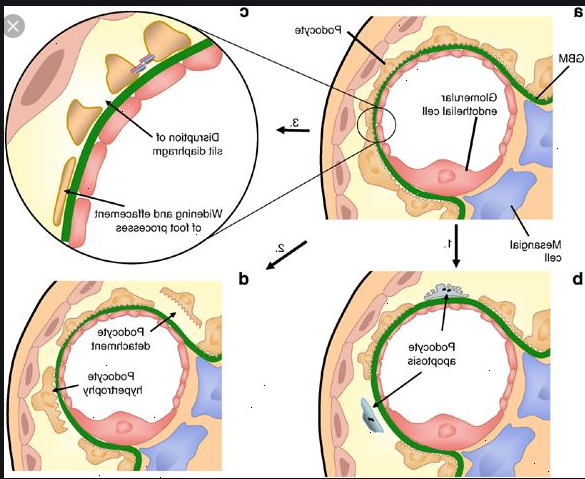 a
c
Podocyte
GBM
Glomerular
endothelial cell
Mesangial
cell
3.
Disruption of
slit diaphragm
Widening and effacement
of foot processes
1.
2.
b
d
Podocyte
apoptosis
Podocyte
detachment
Podocyte
hypertrophy